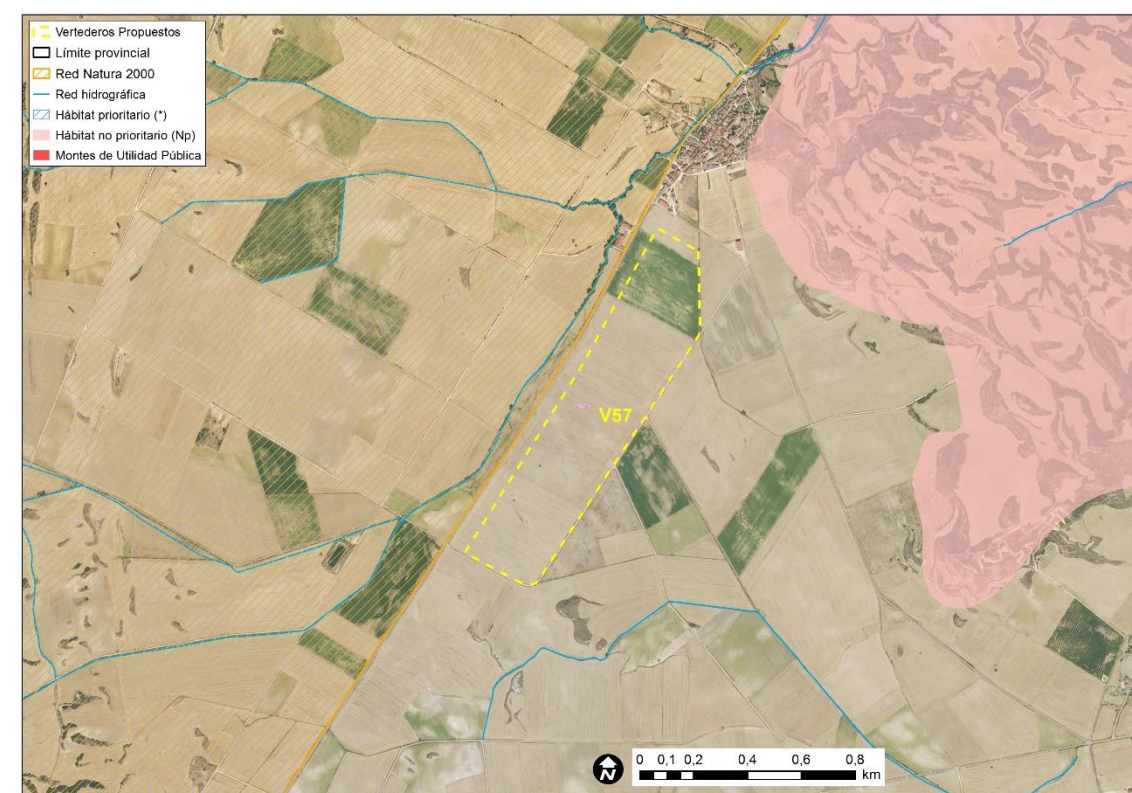 Vertederos Propuestos
Límite provincial
Red Natura 2000
Red hidrográfica
Hábitat prioritario (*)
Hábitat no prioritario (Np)
Montes de Utilidad Pública
V57
N
0 0,1 0,2 0,4 0,6 0,8
km